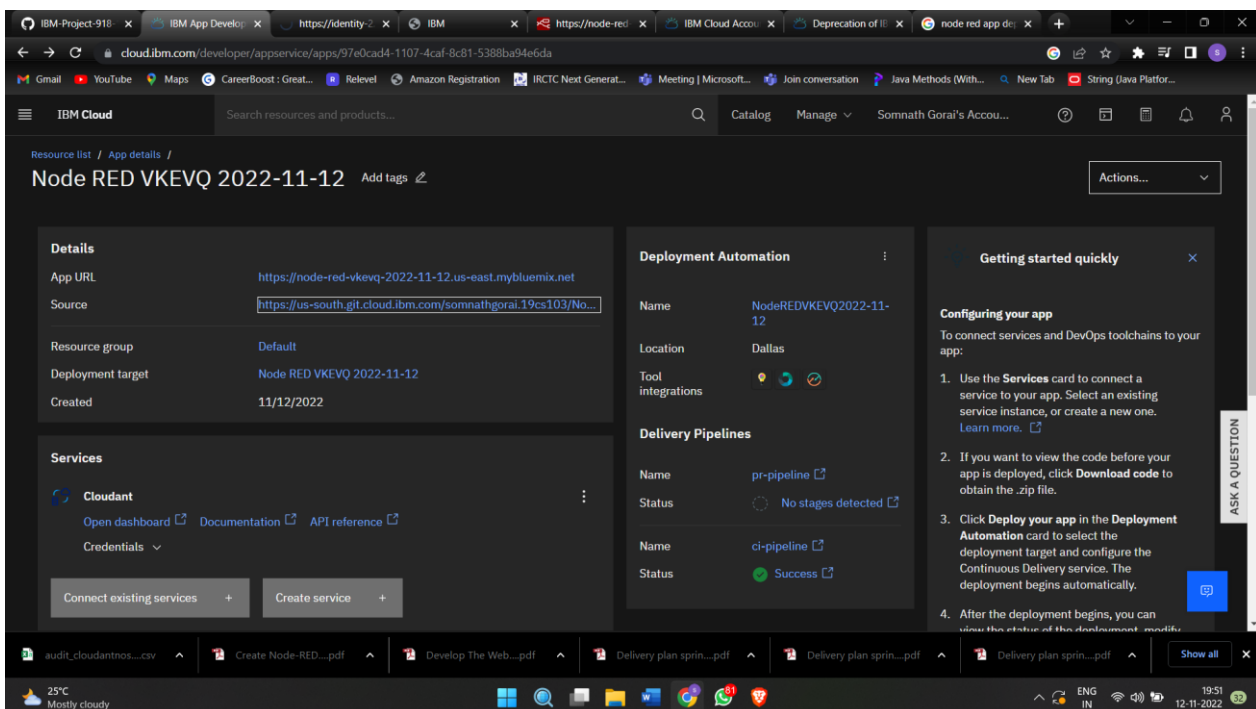 IBM-Project-918-
IBM App Develop
https://identity-2.
IBM
https://node-red
IBM Cloud Accou
Deprecation of IB
node red app dep
cloud.ibm.com/developer/appservice/apps/97e0cad4-1107-4caf-8c81-5388ba94e6da
Gmail YouTube Maps CareerBoost : Great... Relevel Amazon Registration IRCTC Next Generat... Meeting | Microsoft... Join conversation Java Methods (With... New Tab String (Java Platfor...
IBM Cloud
Search resources and products...
Catalog Manage Somnath Gorai's Accou...
Resource list / App details /
Node RED VKEVQ 2022-11-12 Add tags
Actions...
Details
App URL https://node-red-vkevq-2022-11-12.us-east.mybluemix.net
Source https://us-south.git.cloud.ibm.com/somnathgorai.19cs103/No...
Resource group Default
Deployment target Node RED VKEVQ 2022-11-12
Created 11/12/2022
Services
Cloudant
Open dashboard Documentation API reference
Credentials
Connect existing services +
Create service +
Deployment Automation
Name NodeREDVKEVQ2022-11-
12
Location Dallas
Tool
integrations
Delivery Pipelines
Name pr-pipeline
Status No stages detected
Name ci-pipeline
Status Success
Getting started quickly
Configuring your app
To connect services and DevOps toolchains to your
app:
1. Use the Services card to connect a
service to your app. Select an existing
service instance, or create a new one.
Learn more.
2. If you want to view the code before your
app is deployed, click Download code to
obtain the .zip file.
3. Click Deploy your app in the Deployment
Automation card to select the
deployment target and configure the
Continuous Delivery service. The
deployment begins automatically.
4. After the deployment begins, you can
view the status of the deployment, modify
ASK A QUESTION
audit_cloudantnos....csv
Create Node-RED....pdf
Develop The Web....pdf
Delivery plan sprin....pdf
Delivery plan sprin....pdf
Delivery plan sprin....pdf
Show all
25°C
Mostly cloudy
81
ENG
IN
19:51
12-11-2022
32